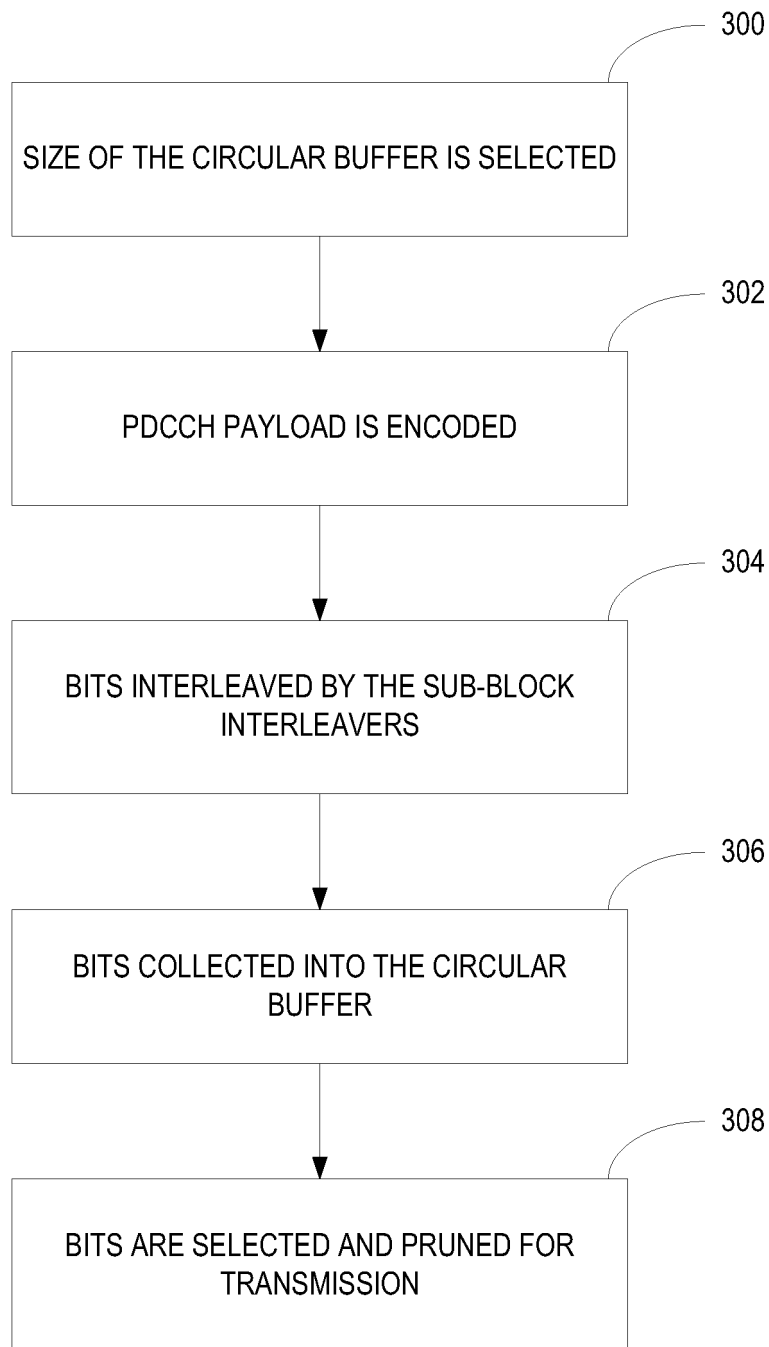 300
SIZE OF THE CIRCULAR BUFFER IS SELECTED
302
PDCCH PAYLOAD IS ENCODED
304
BITS INTERLEAVED BY THE SUB-BLOCK
INTERLEAVERS
306
BITS COLLECTED INTO THE CIRCULAR
BUFFER
308
BITS ARE SELECTED AND PRUNED FOR
TRANSMISSION